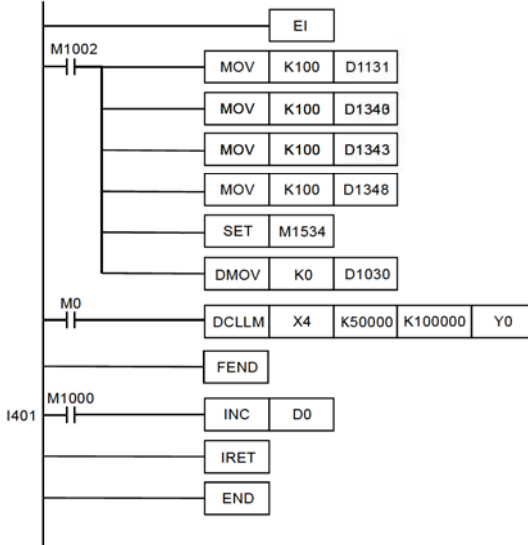 EI
M1002
MOV K100 D1131
MOV K100 D1340
MOV K100 D1343
MOV K100 D1348
SET M1534
DMOV K0 D1030
M0
DCLLM X4 K50000 K100000 Y0
FEND
M1000
I401 INC D0
IRET
END